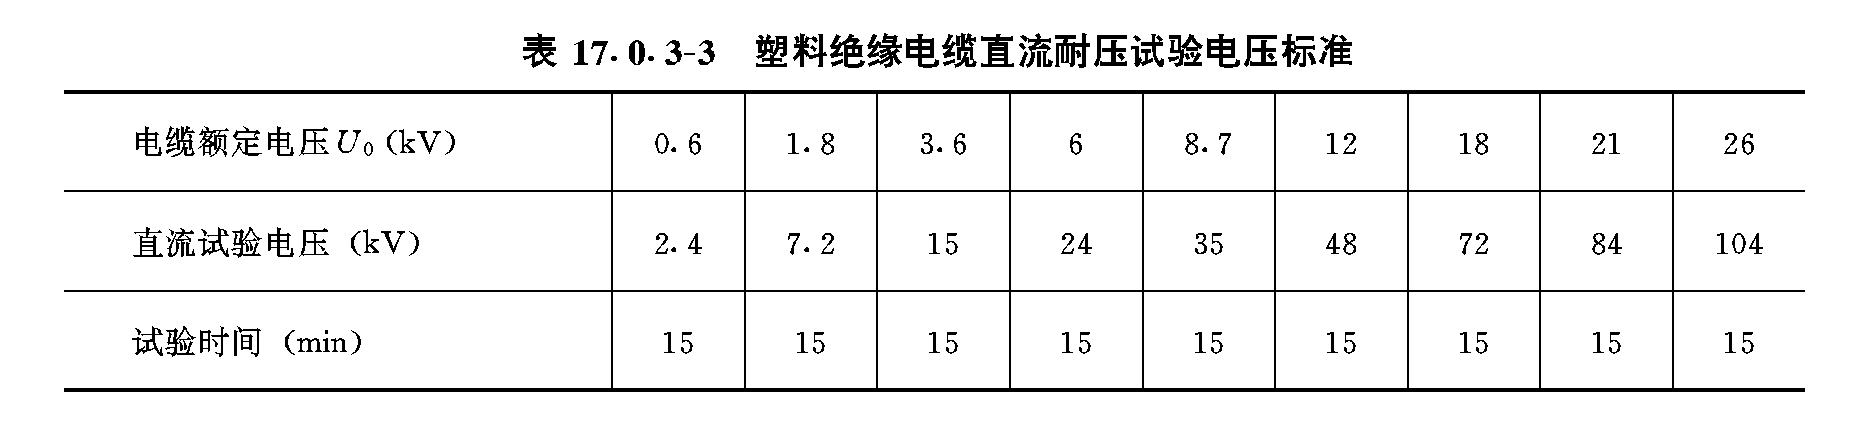 表 17.0.3-3 塑料绝缘电缆直流耐压试验电压标准
电缆额定电压U₀(kV) 0.6 1.8 3.6 6 8.7 12 18 21 26
直流试验电压(kV) 2.4 7.2 15 24 35 48 72 84 104
试验时间(min) 15 15 15 15 15 15 15 15 15